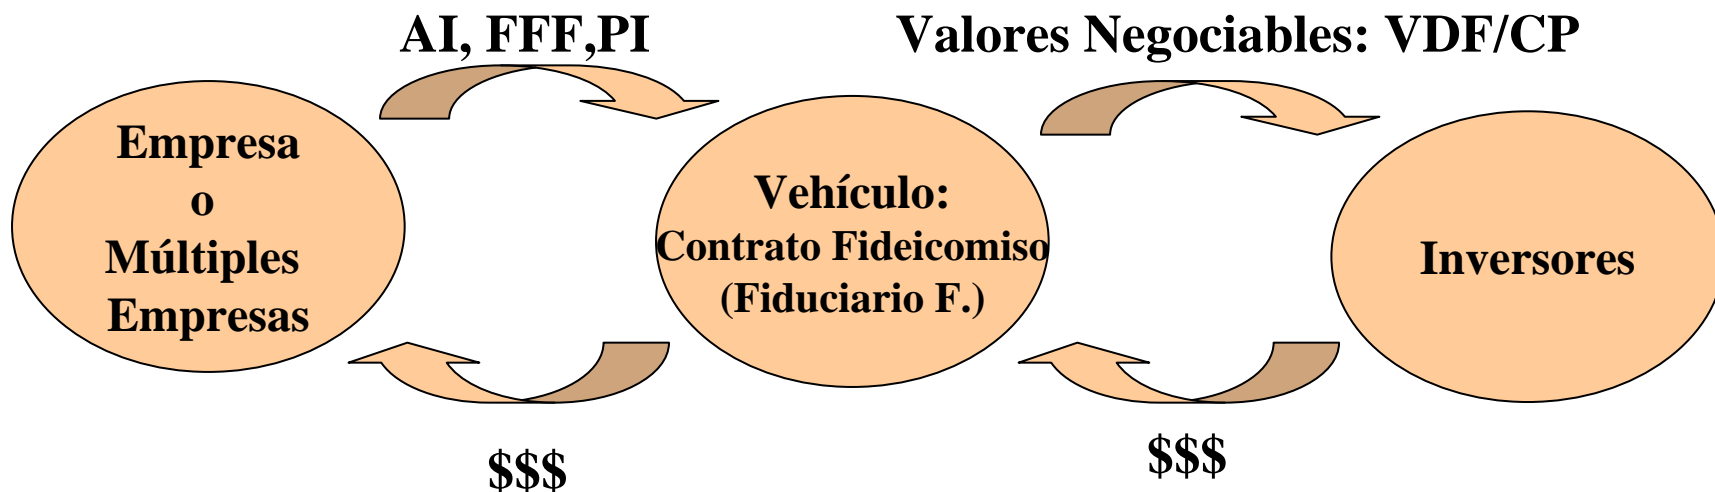 AI, FFF,PI
Valores Negociables: VDF/CP
Empresa
o
Múltiples
Empresas
Vehículo:
Contrato Fideicomiso
(Fiduciario F.)
Inversores
$$$
$$$